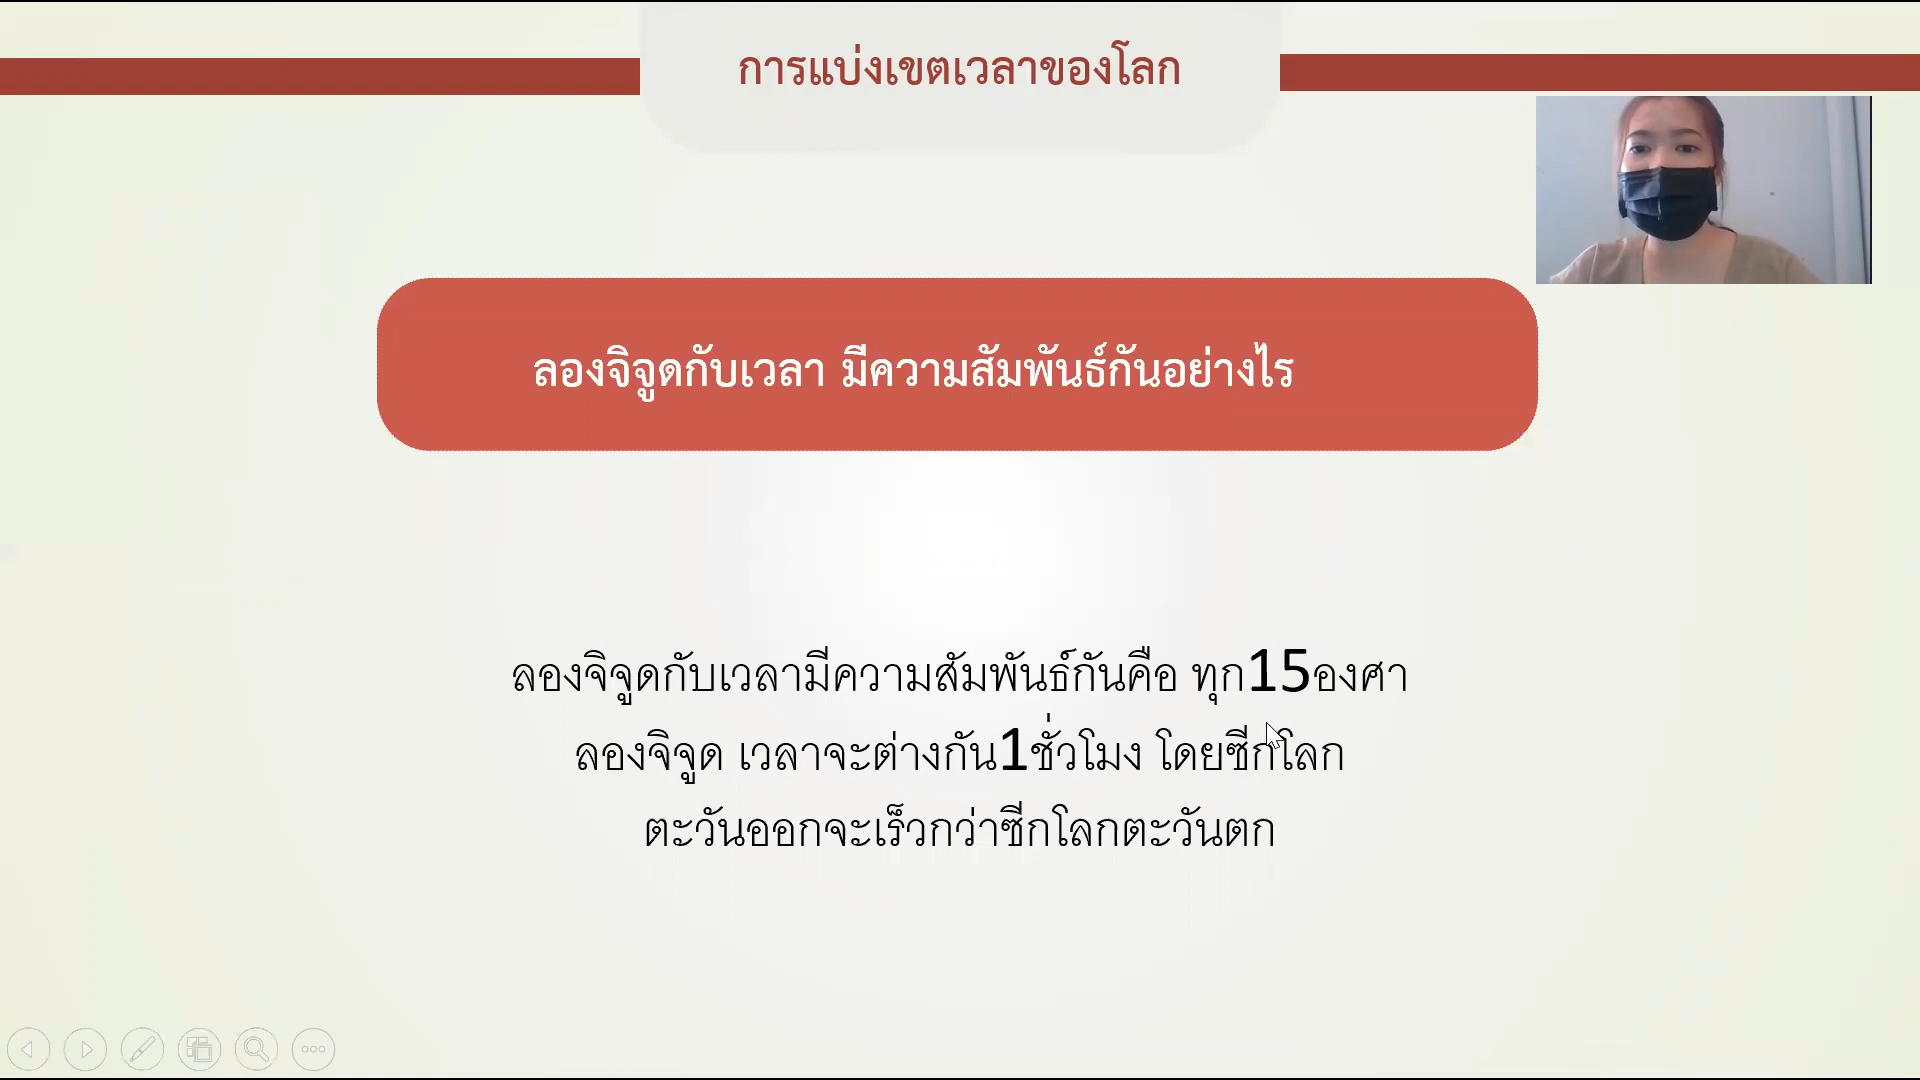 การแบ่งเขตเวลาของโลก
ลองจิจูดกับเวลา มีความสัมพันธ์กันอย่างไร
ลองจิจูดกับเวลามีความสัมพันธ์กันคือ ทุก15องศา
ลองจิจูด เวลาจะต่างกัน1ชั่วโมง โดยซีกโลก
ตะวันออกจะเร็วกว่าซีกโลกตะวันตก